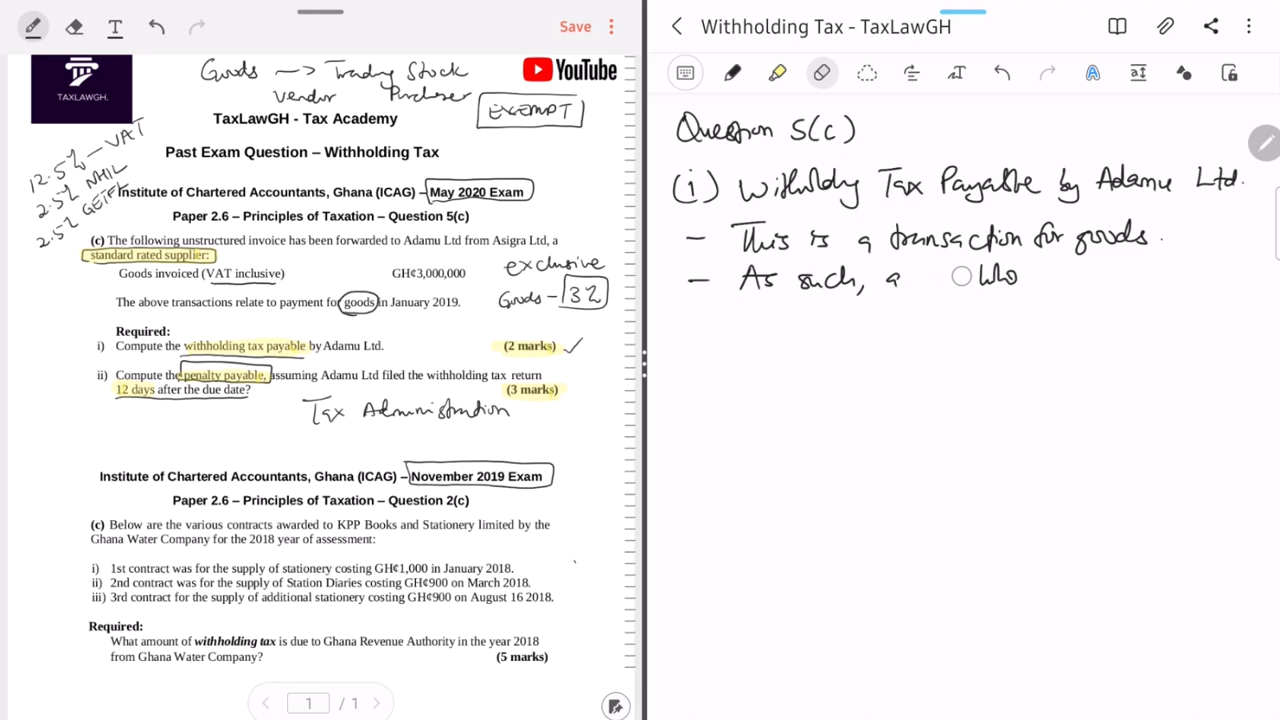 Save
Goods -> Trading Stock
vendor Purchaser
YouTube
EXEMPT
TAXLAWGH.
TaxLawGH - Tax Academy
12.5% - VAT
2.5% NHIL
2.5% GETF
Past Exam Question – Withholding Tax
Institute of Chartered Accountants, Ghana (ICAG) – May 2020 Exam
Paper 2.6 – Principles of Taxation – Question 5(c)
(c) The following unstructured invoice has been forwarded to Adamu Ltd from Asigra Ltd, a
standard rated supplier:
exclusive
Goods invoiced (VAT inclusive) GH¢3,000,000
Goods - 3%
The above transactions relate to payment for goods in January 2019.
Required:
i) Compute the withholding tax payable by Adamu Ltd. (2 marks)
ii) Compute the penalty payable, assuming Adamu Ltd filed the withholding tax return
12 days after the due date? (3 marks)
Tax Administration
Institute of Chartered Accountants, Ghana (ICAG) – November 2019 Exam
Paper 2.6 – Principles of Taxation – Question 2(c)
(c) Below are the various contracts awarded to KPP Books and Stationery limited by the
Ghana Water Company for the 2018 year of assessment:
i) 1st contract was for the supply of stationery costing GH¢1,000 in January 2018.
ii) 2nd contract was for the supply of Station Diaries costing GH¢900 on March 2018.
iii) 3rd contract for the supply of additional stationery costing GH¢900 on August 16 2018.
Required:
What amount of withholding tax is due to Ghana Revenue Authority in the year 2018
from Ghana Water Company? (5 marks)
1 / 1
Withholding Tax - TaxLawGH
Question 5(c)
(i) Witholdy Tax Payable by Adamu Ltd.
- This is a transaction for goods.
- As such, a who